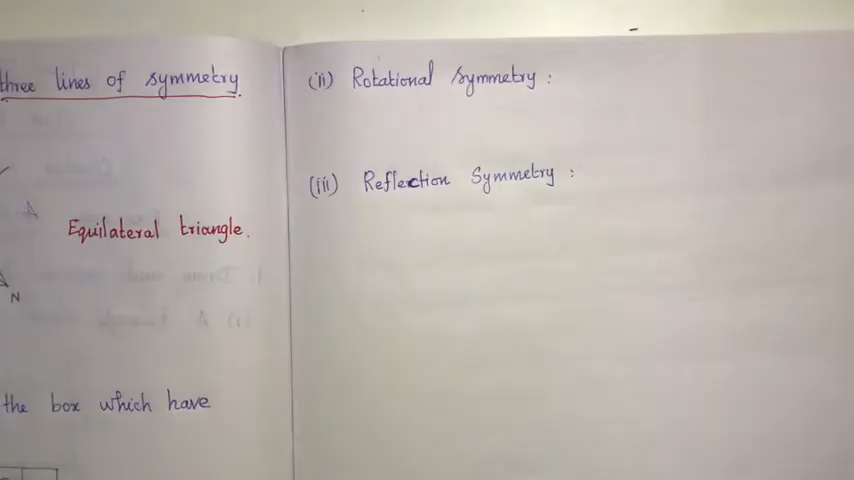 three lines of symmetry
Equilateral triangle.
N
the box which have
(ii) Rotational Symmetry :
(iii) Reflection Symmetry :